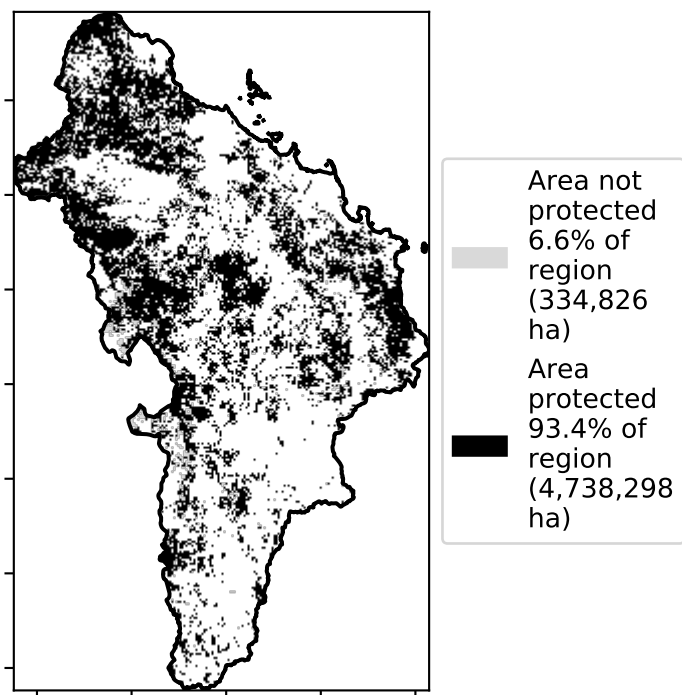 Area not
protected
6.6% of
region
(334,826
ha)
Area
protected
93.4% of
region
(4,738,298
ha)